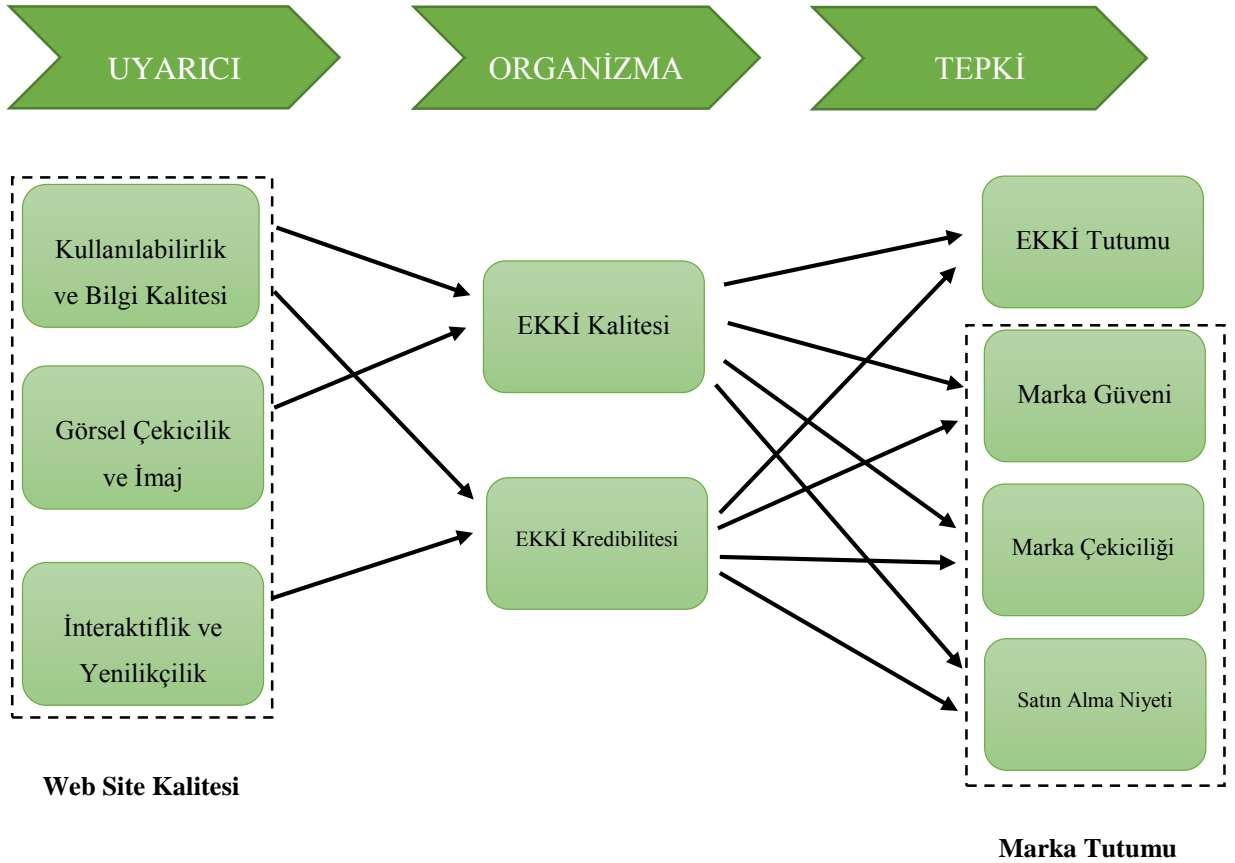 UYARICI
ORGANİZMA
TEPKİ
Kullanılabilirlik
ve Bilgi Kalitesi
Görsel Çekicilik
ve İmaj
İnteraktiflik ve
Yenilikçilik
Web Site Kalitesi
EKKİ Kalitesi
EKKİ Kredibilitesi
EKKİ Tutumu
Marka Güveni
Marka Çekiciliği
Satın Alma Niyeti
Marka Tutumu